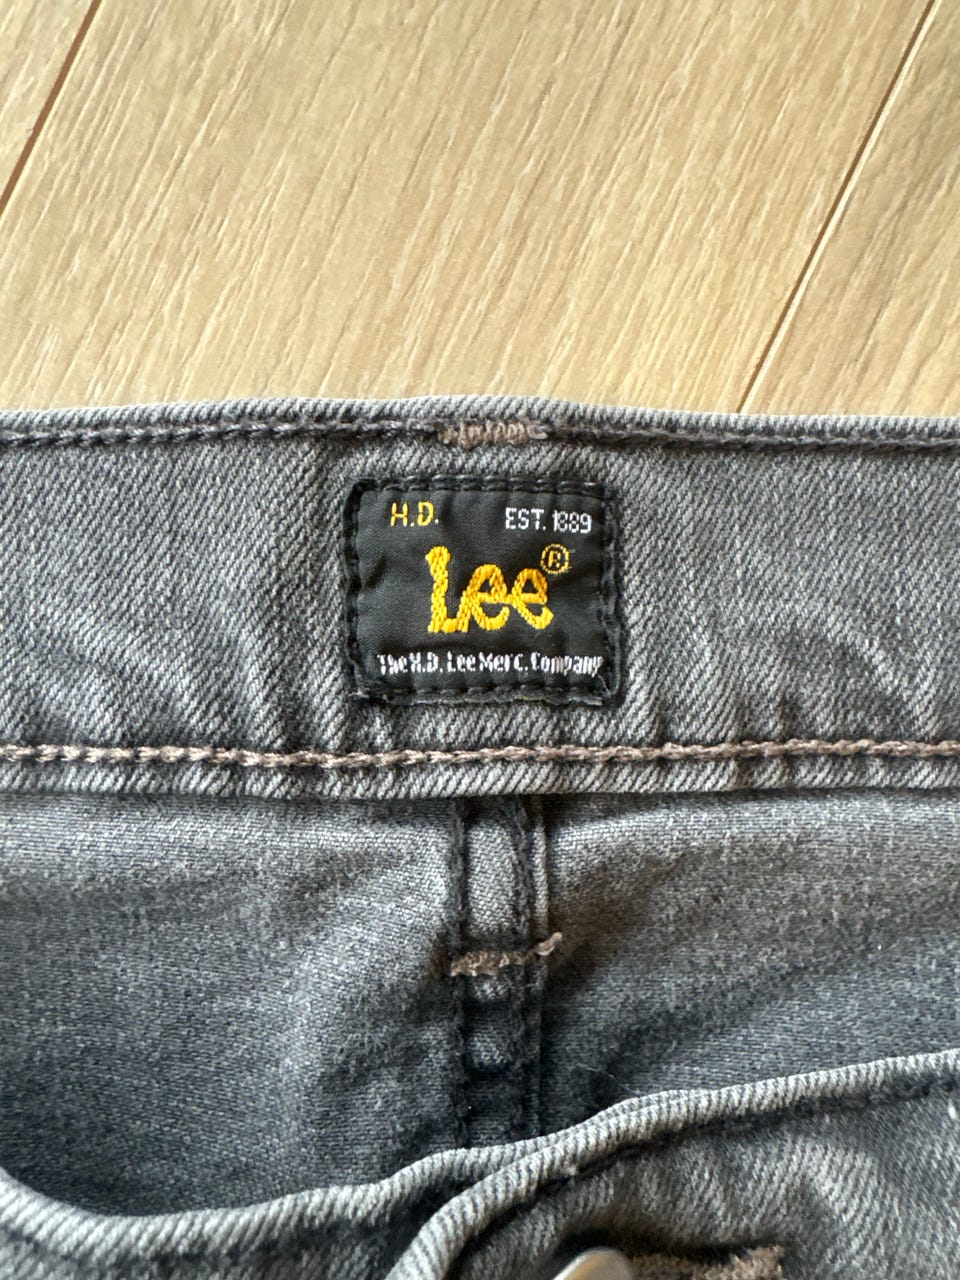 H.D. EST. 1889
Lee®
The H.D. Lee Merc. Company